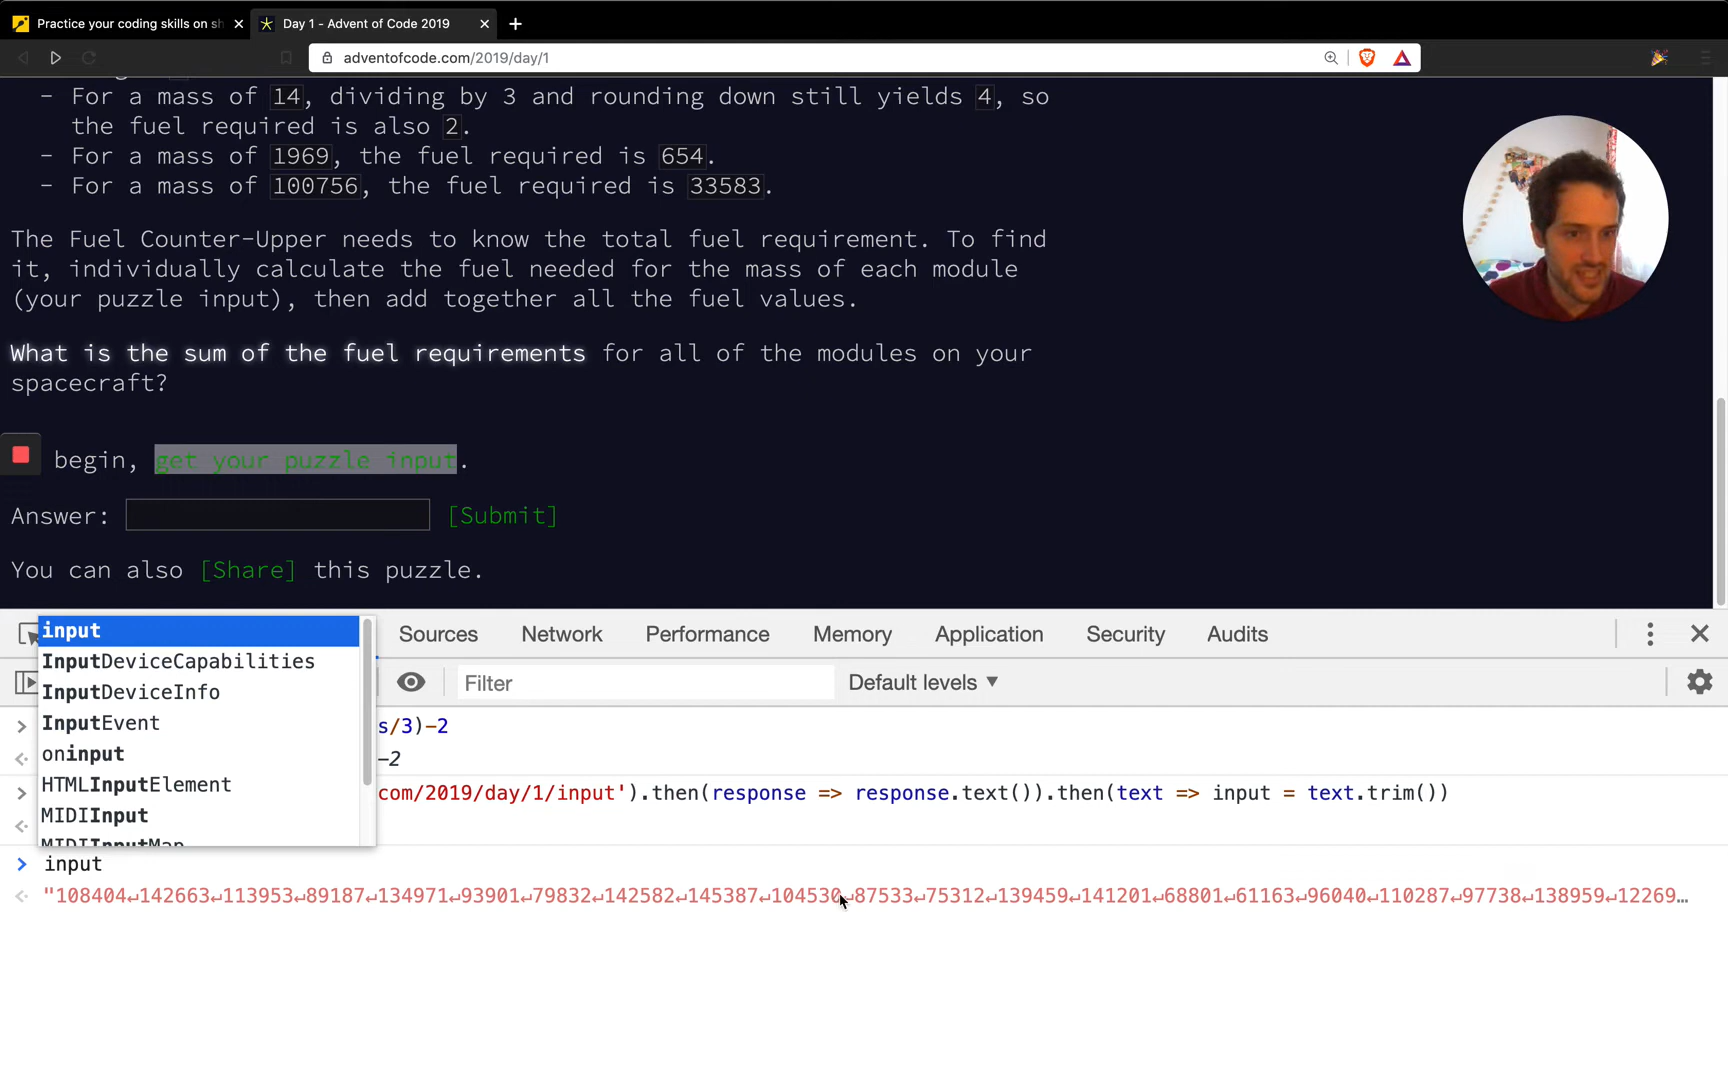 Practice your coding skills on sh
Day 1 - Advent of Code 2019
adventofcode.com/2019/day/1
- For a mass of 14, dividing by 3 and rounding down still yields 4, so
the fuel required is also 2.
- For a mass of 1969, the fuel required is 654.
- For a mass of 100756, the fuel required is 33583.
The Fuel Counter-Upper needs to know the total fuel requirement. To find
it, individually calculate the fuel needed for the mass of each module
(your puzzle input), then add together all the fuel values.
What is the sum of the fuel requirements for all of the modules on your
spacecraft?
begin, get your puzzle input.
Answer: [Submit]
You can also [Share] this puzzle.
Sources Network Performance Memory Application Security Audits
input
InputDeviceCapabilities
InputDeviceInfo
InputEvent
oninput
HTMLInputElement
MIDIInput
MIDIInputMap
Filter Default levels ▼
s/3)-2
-2
com/2019/day/1/input').then(response => response.text()).then(text => input = text.trim())
> input
"108404↵142663↵113953↵89187↵134971↵93901↵79832↵142582↵145387↵104530↵87533↵75312↵139459↵141201↵68801↵61163↵96040↵110287↵97738↵138959↵12269…